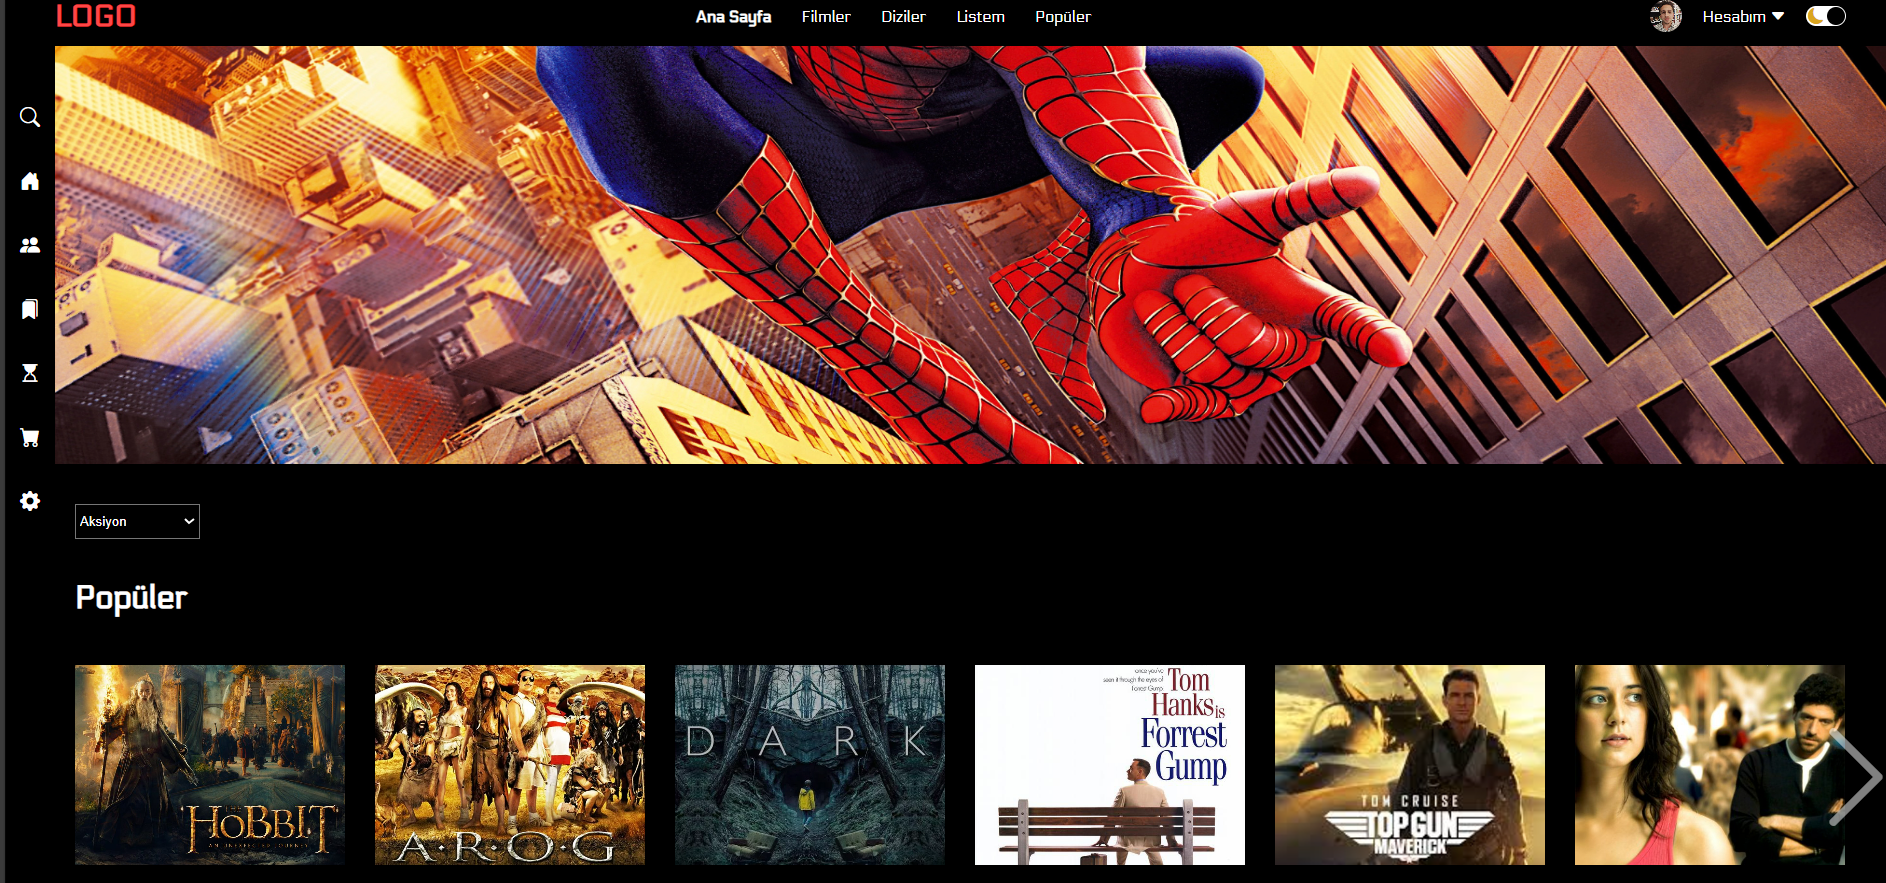 LOGO
Ana Sayfa
Filmler
Diziler
Listem
Popüler
Hesabım
Aksiyon
Popüler
THE
HOBBIT
AN UNEXPECTED JOURNEY
A·R·O·G
DARK
once you've
seen it through the eyes of
Forrest Gump
Tom
Hanks is
Forrest
Gump
TOM CRUISE
TOP GUN
MAVERICK